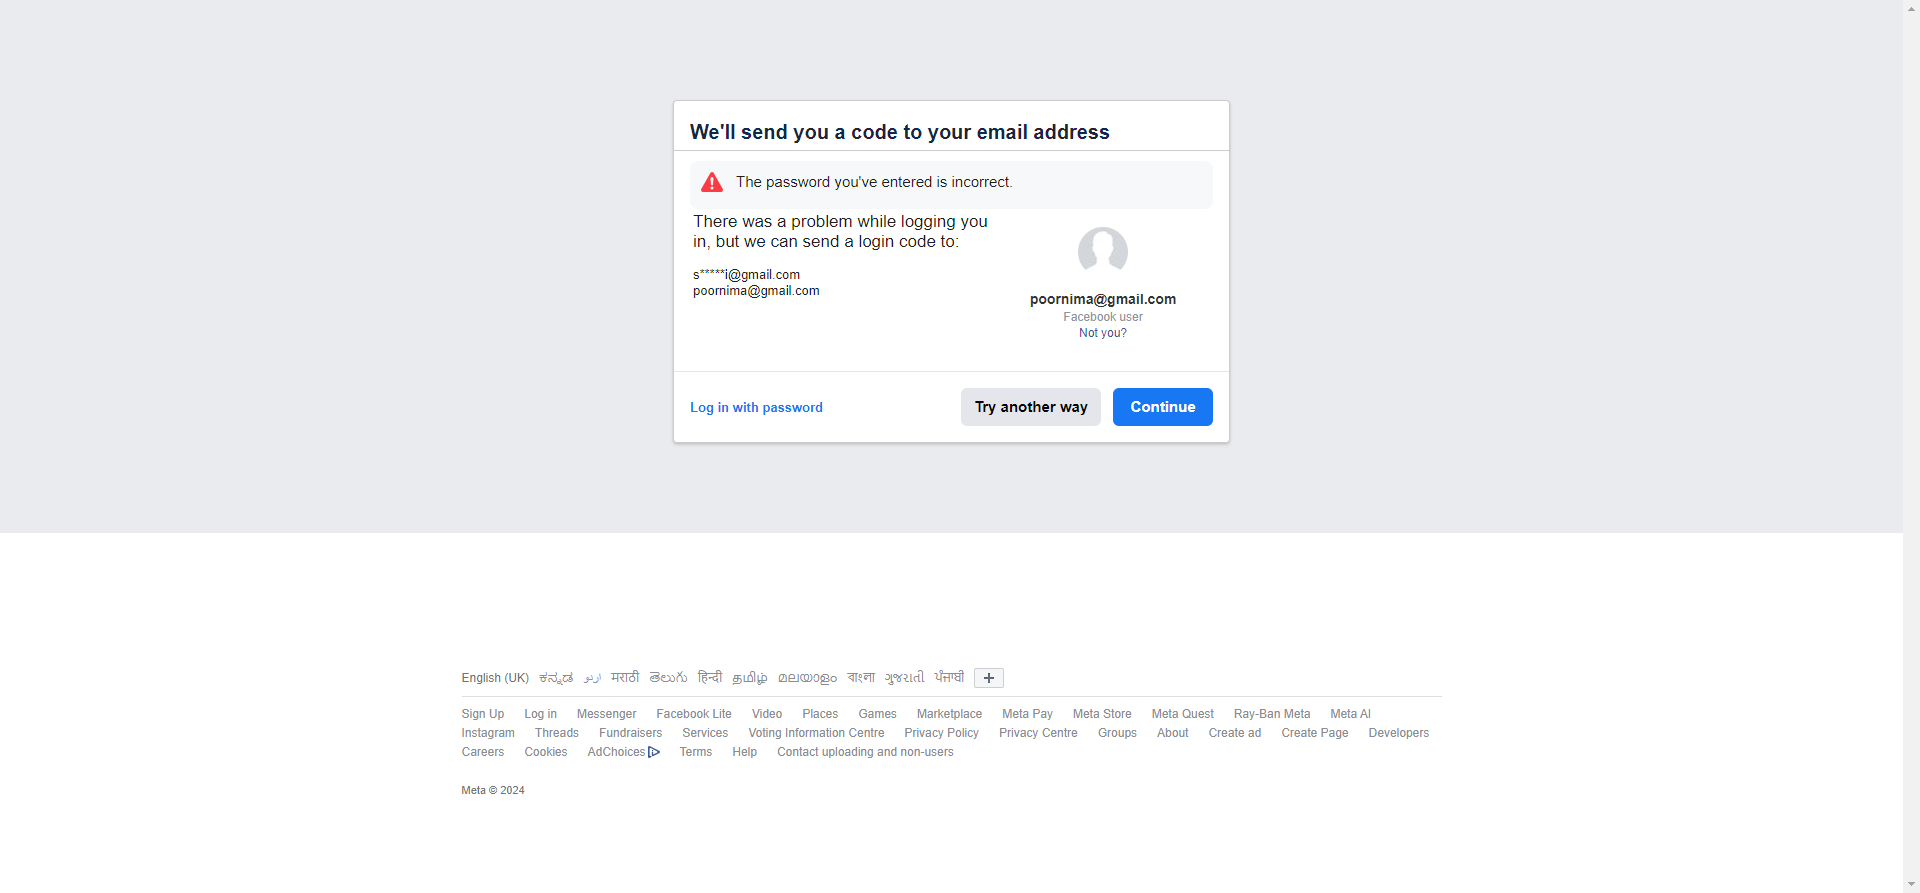 We'll send you a code to your email address
The password you've entered is incorrect.
There was a problem while logging you
in, but we can send a login code to:
s*****i@gmail.com
poornima@gmail.com
poornima@gmail.com
Facebook user
Not you?
Log in with password
Try another way
Continue
English (UK) ಕನ್ನಡ اردو मराठी తెలుగు हिन्दी தமிழ் മലയാളം বাংলা ગુજરાતી ਪੰਜਾਬੀ +
Sign Up Log in Messenger Facebook Lite Video Places Games Marketplace Meta Pay Meta Store Meta Quest Ray-Ban Meta Meta AI
Instagram Threads Fundraisers Services Voting Information Centre Privacy Policy Privacy Centre Groups About Create ad Create Page Developers
Careers Cookies AdChoices Terms Help Contact uploading and non-users
Meta © 2024